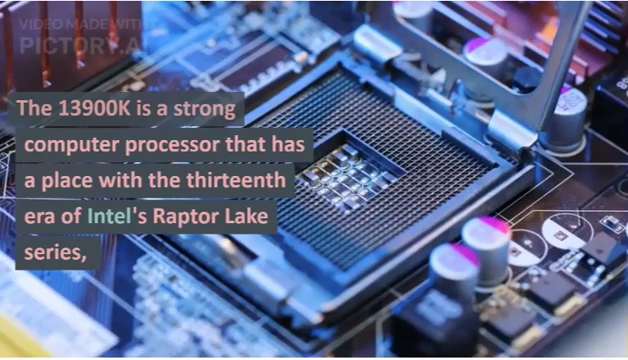 VIDEO MADE WITH
PICTORY.AI
The 13900K is a strong
computer processor that has
a place with the thirteenth
era of Intel's Raptor Lake
series,